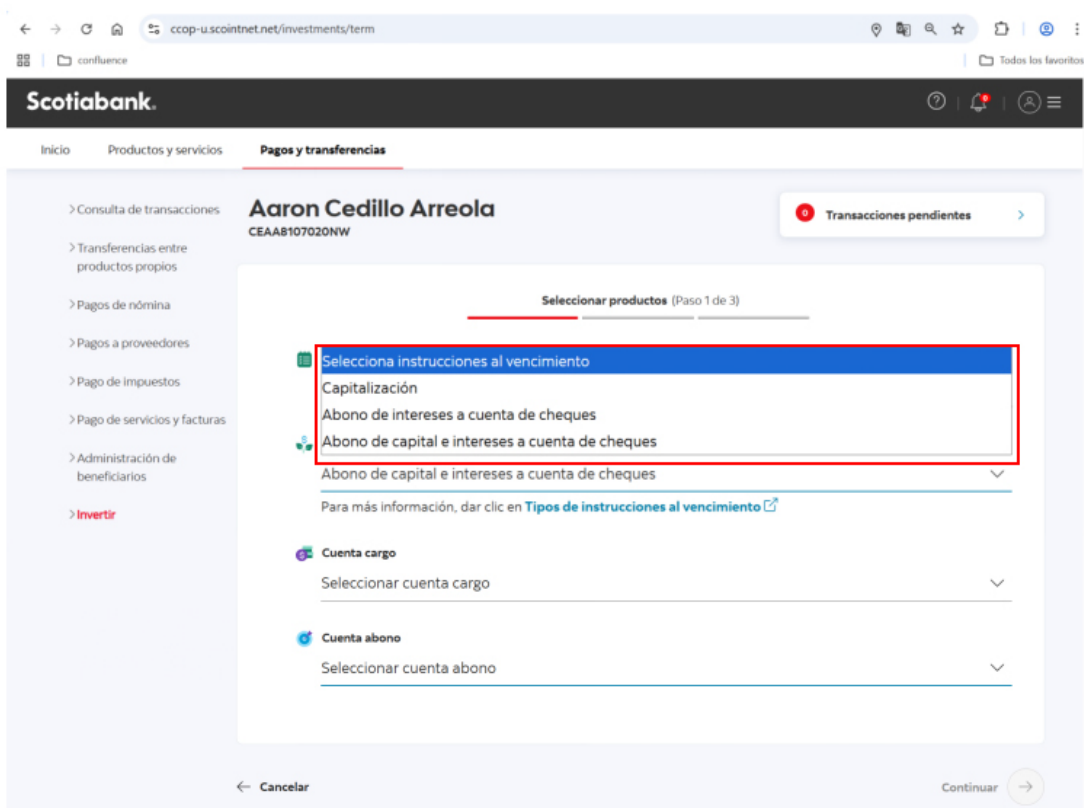 ccop-u.scointnet.net/investments/term
confluence
Todos los favoritos
Scotiabank.
0
Inicio
Productos y servicios
Pagos y transferencias
Consulta de transacciones
Transferencias entre
productos propios
Pagos de nómina
Pagos a proveedores
Pago de impuestos
Pago de servicios y facturas
Administración de
beneficiarios
Invertir
Aaron Cedillo Arreola
CEAA8107020NW
0 Transacciones pendientes
Seleccionar productos (Paso 1 de 3)
Selecciona instrucciones al vencimiento
Capitalización
Abono de intereses a cuenta de cheques
Abono de capital e intereses a cuenta de cheques
Abono de capital e intereses a cuenta de cheques
Para más información, dar clic en Tipos de instrucciones al vencimiento
Cuenta cargo
Seleccionar cuenta cargo
Cuenta abono
Seleccionar cuenta abono
Cancelar
Continuar